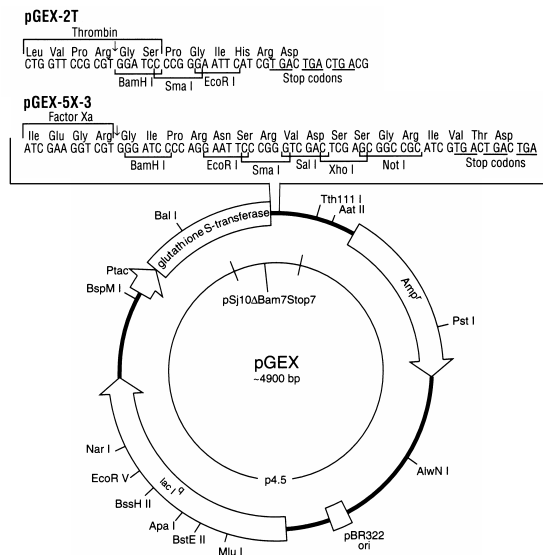 pGEX-2T
Thrombin
Leu Val Pro Arg↓Gly Ser Pro Gly Ile His Arg Asp
CTG GTT CCG CGT GGA TCC CCG GGA ATT CAT CGT GAC TGA CTG ACG
BamH I Sma I EcoR I Stop codons
pGEX-5X-3
Factor Xa
Ile Glu Gly Arg↓Gly Ile Pro Arg Asn Ser Arg Val Asp Ser Ser Gly Arg Ile Val Thr Asp
ATC GAA GGT CGT GGG ATC CCC AGG AAT TCC CGG GTC GAC TCG AGC GGC CGC ATC GTG ACT GAC TGA
BamH I EcoR I Sma I Sal I Xho I Not I Stop codons
Tth111 I
Aat II
Bal I
glutathione S-transferase
Ptac
BspM I
pSj10ΔBam7Stop7
Ampʳ
Pst I
pGEX
~4900 bp
AlwN I
p4.5
Nar I
EcoR V
BssH II
Apa I
BstE II
Mlu I
lac I q
pBR322
ori